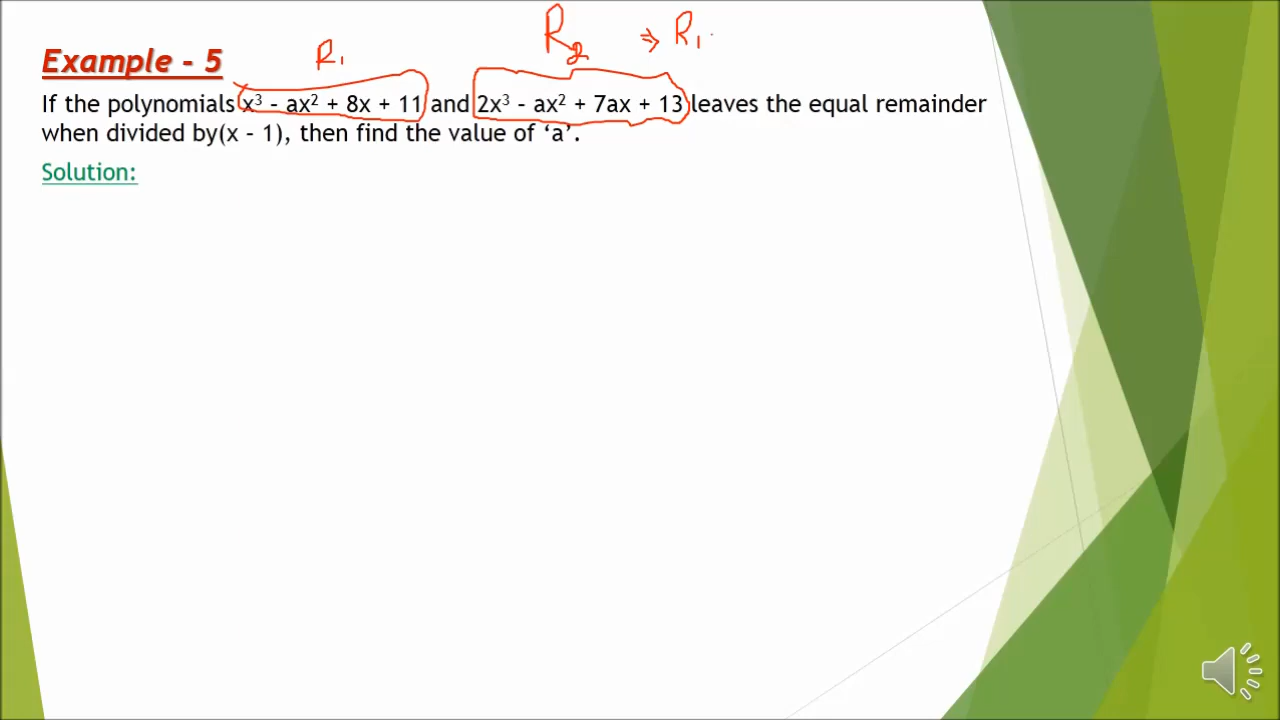 R₂ ⇒ R₁
Example - 5 R₁
If the polynomials x³ - ax² + 8x + 11 and 2x³ - ax² + 7ax + 13 leaves the equal remainder
when divided by(x - 1), then find the value of ‘a’.
Solution: